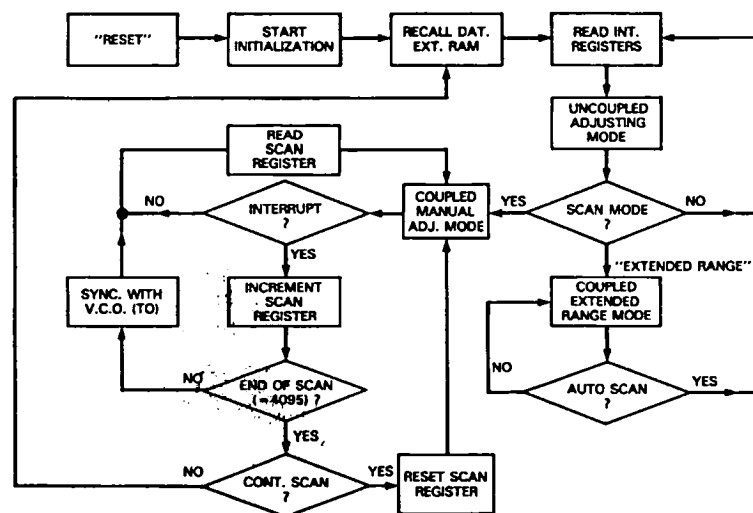 "RESET"
START
INITIALIZATION
RECALL DAT.
EXT. RAM
READ INT.
REGISTERS
UNCOUPLED
ADJUSTING
MODE
READ
SCAN
REGISTER
NO
INTERRUPT
?
COUPLED
MANUAL
ADJ. MODE
YES
SCAN MODE
?
NO
YES
"EXTENDED RANGE"
SYNC. WITH
V.C.O. (TO)
INCREMENT
SCAN
REGISTER
COUPLED
EXTENDED
RANGE MODE
NO
END OF SCAN
(=4095) ?
NO
AUTO SCAN
?
YES
YES
NO
CONT. SCAN
?
YES
RESET SCAN
REGISTER